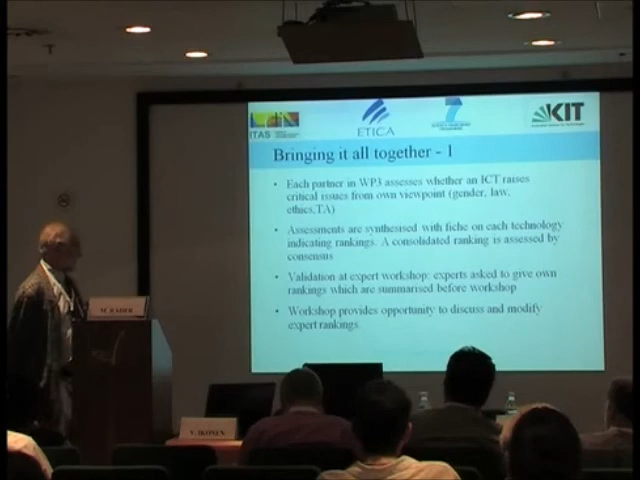 ITAS
ETICA
7
KIT
Bringing it all together - 1
• Each partner in WP3 assesses whether an ICT raises
critical issues from own viewpoint (gender, law,
ethics,TA)
• Assessments are synthesised with fiche on each technology
indicating rankings. A consolidated ranking is assessed by
consensus
• Validation at expert workshop: experts asked to give own
rankings which are summarised before workshop
• Workshop provides opportunity to discuss and modify
expert rankings.
M. RADER
V. IKONEN